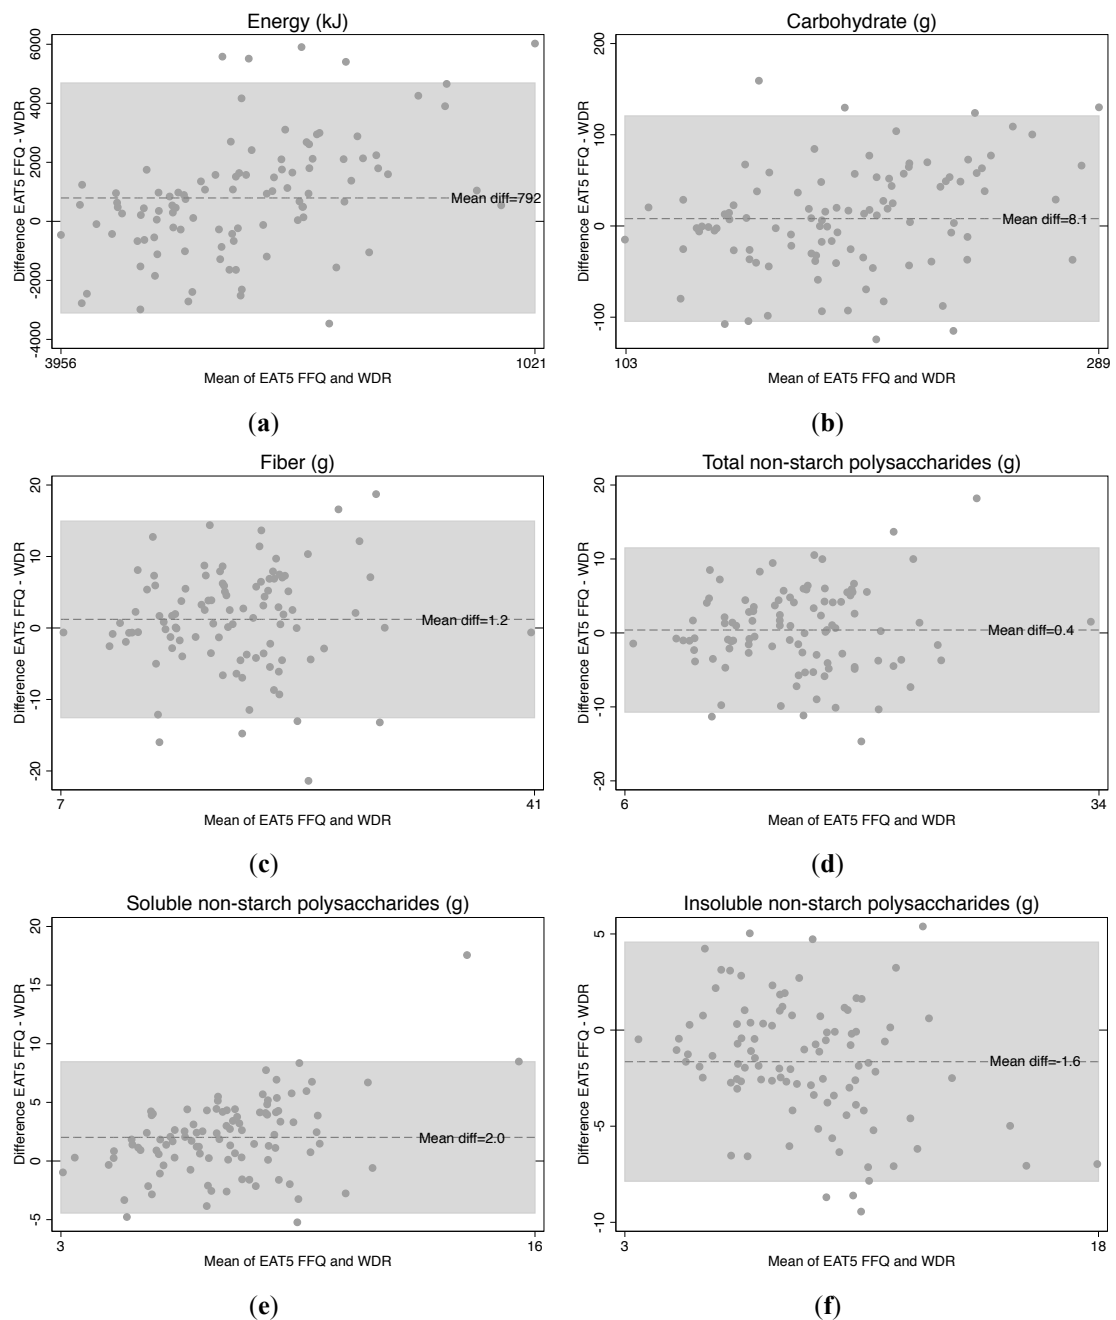 Energy (kJ)
Difference EAT5 FFQ - WDR
6000
4000
2000
0
-2000
-4000
Mean diff=792
3956
1021
Mean of EAT5 FFQ and WDR
(a)
Carbohydrate (g)
Difference EAT5 FFQ - WDR
200
100
0
-100
Mean diff=8.1
103
289
Mean of EAT5 FFQ and WDR
(b)
Fiber (g)
Difference EAT5 FFQ - WDR
20
10
0
-10
-20
Mean diff=1.2
7
41
Mean of EAT5 FFQ and WDR
(c)
Total non-starch polysaccharides (g)
Difference EAT5 FFQ - WDR
20
10
0
-10
-20
Mean diff=0.4
6
34
Mean of EAT5 FFQ and WDR
(d)
Soluble non-starch polysaccharides (g)
Difference EAT5 FFQ - WDR
20
15
10
5
0
-5
Mean diff=2.0
3
16
Mean of EAT5 FFQ and WDR
(e)
Insoluble non-starch polysaccharides (g)
Difference EAT5 FFQ - WDR
5
0
-5
-10
Mean diff=-1.6
3
18
Mean of EAT5 FFQ and WDR
(f)